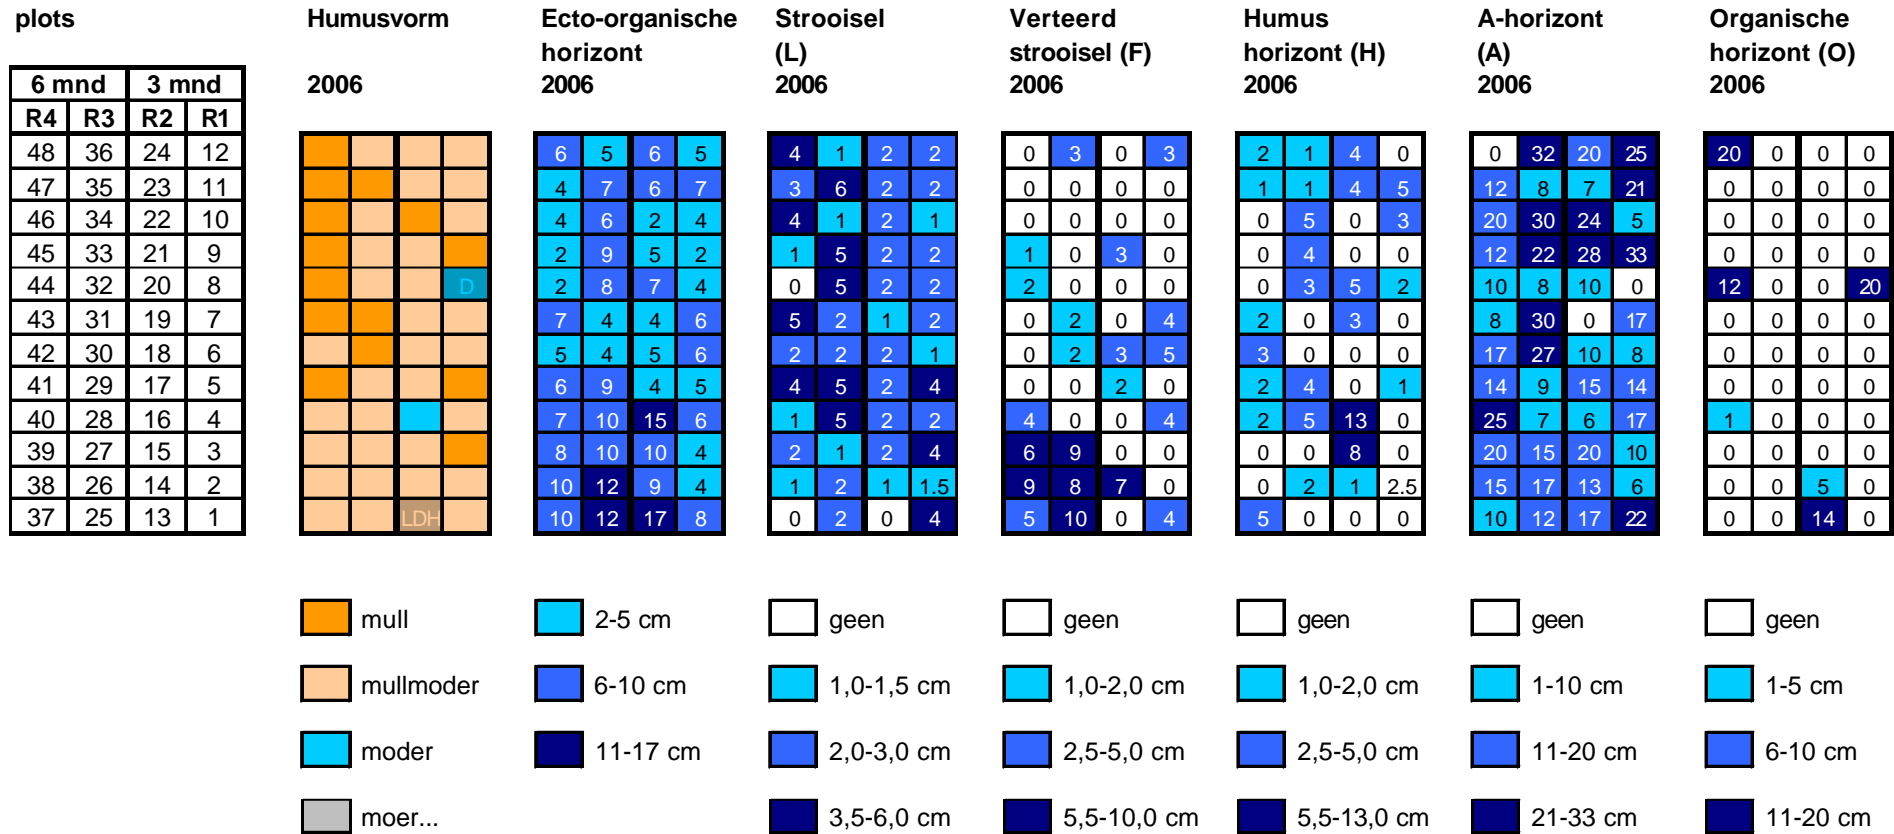 plots Humusvorm Ecto-organische Strooisel Verteerd Humus A-horizont Organische
horizont (L) strooisel (F) horizont (H) (A) horizont (O)
6 mnd 3 mnd 2006 2006 2006 2006 2006 2006 2006
R4 R3 R2 R1
48 36 24 12 6 5 6 5 4 1 2 2 0 3 0 3 2 1 4 0 0 32 20 25 20 0 0 0
47 35 23 11 4 7 6 7 3 6 2 2 0 0 0 0 1 1 4 5 12 8 7 21 0 0 0 0
46 34 22 10 4 6 2 4 4 1 2 1 0 0 0 0 0 5 0 3 20 30 24 5 0 0 0 0
45 33 21 9 2 9 5 2 1 5 2 2 1 0 3 0 0 4 0 0 12 22 28 33 0 0 0 0
44 32 20 8 D 2 8 7 4 0 5 2 2 2 0 0 0 0 3 5 2 10 8 10 0 12 0 0 20
43 31 19 7 7 4 4 6 5 2 1 2 0 2 0 4 2 0 3 0 8 30 0 17 0 0 0 0
42 30 18 6 5 4 5 6 2 2 2 1 0 2 3 5 3 0 0 0 17 27 10 8 0 0 0 0
41 29 17 5 6 9 4 5 4 5 2 4 0 0 2 0 2 4 0 1 14 9 15 14 0 0 0 0
40 28 16 4 7 10 15 6 1 5 2 2 4 0 0 4 2 5 13 0 25 7 6 17 1 0 0 0
39 27 15 3 8 10 10 4 2 1 2 4 6 9 0 0 0 0 8 0 20 15 20 10 0 0 0 0
38 26 14 2 10 12 9 4 1 2 1 1.5 9 8 7 0 0 2 1 2.5 15 17 13 6 0 0 5 0
37 25 13 1 LDH 10 12 17 8 0 2 0 4 5 10 0 4 5 0 0 0 10 12 17 22 0 0 14 0
mull 2-5 cm geen geen geen geen geen
mullmoder 6-10 cm 1,0-1,5 cm 1,0-2,0 cm 1,0-2,0 cm 1-10 cm 1-5 cm
moder 11-17 cm 2,0-3,0 cm 2,5-5,0 cm 2,5-5,0 cm 11-20 cm 6-10 cm
moer... 3,5-6,0 cm 5,5-10,0 cm 5,5-13,0 cm 21-33 cm 11-20 cm